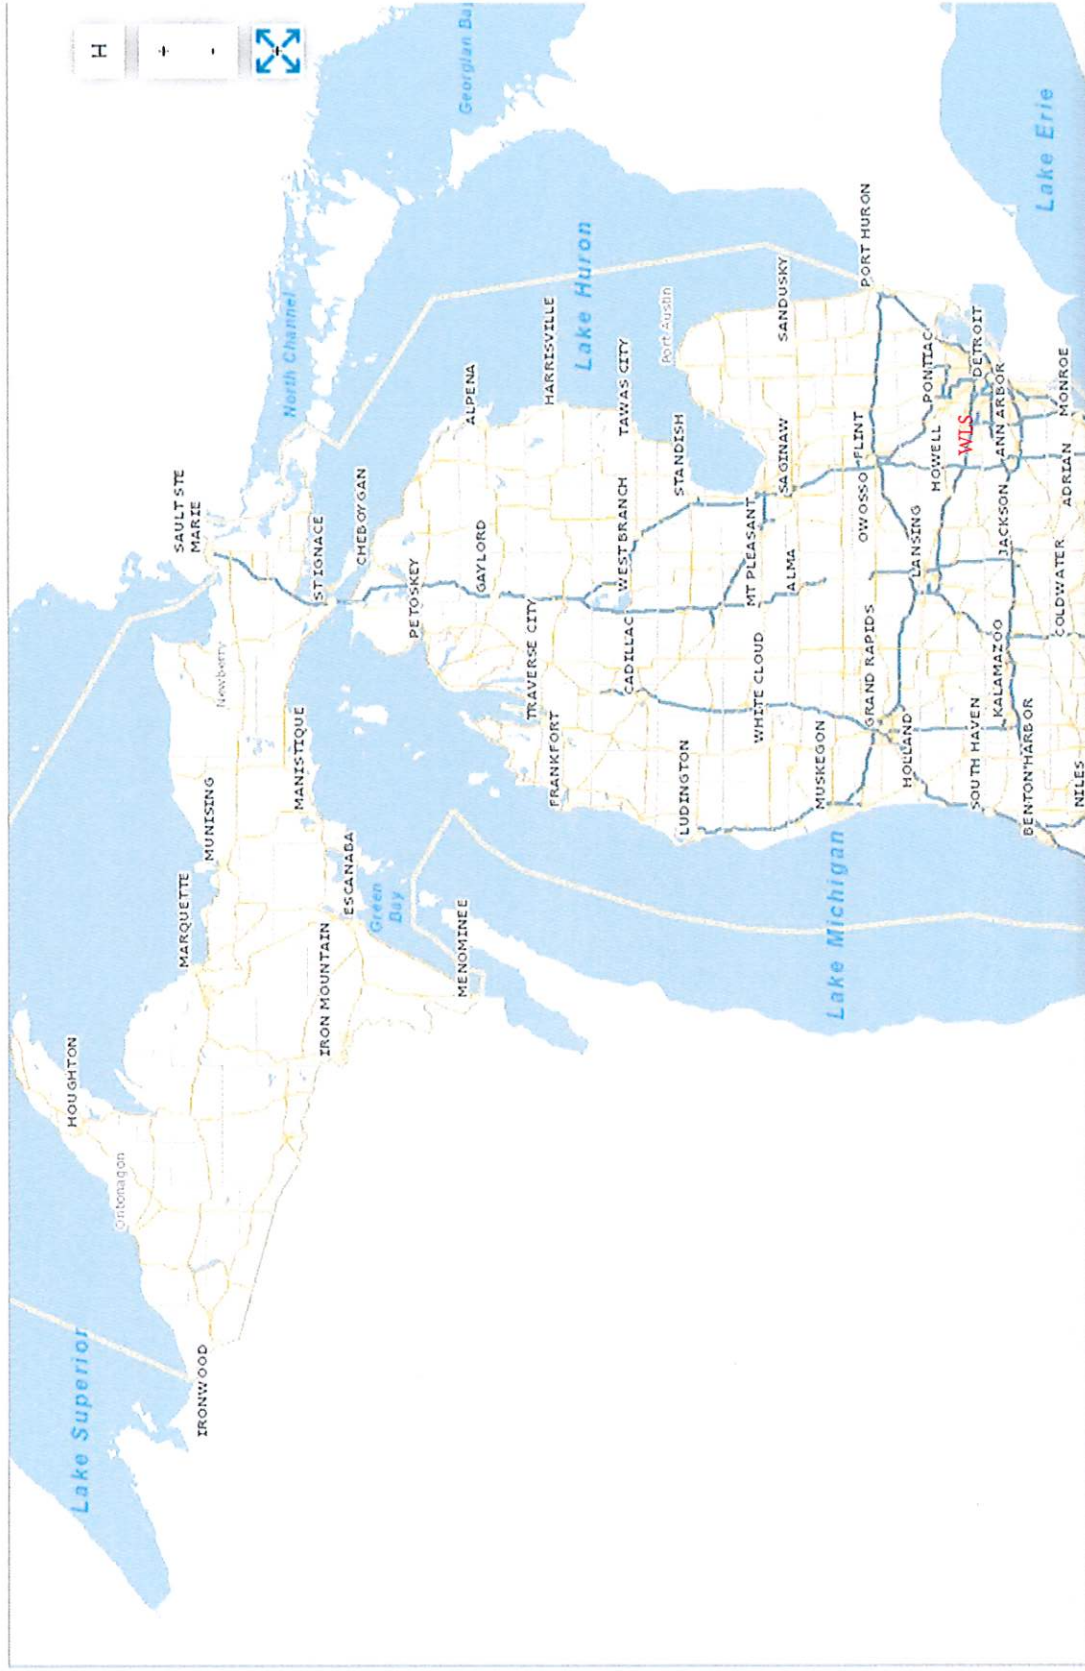 Lake Superior
HOUGHTON
H
Ontonagon
+
IRONWOOD
MARQUETTE
MUNISING
SAULT STE
MARIE
Newberry
-
North Channel
MANISTIQUE
IRON MOUNTAIN
ST IGNACE
ESCANABA
CHEBOYGAN
Green
Bay
PETOSKEY
MENOMINEE
ALPENA
Georgian Bay
GAYLORD
TRAVERSE CITY
FRANKFORT
HARRISVILLE
Lake Huron
CADILLAC
WEST BRANCH
TAWAS CITY
Port Austin
LUDINGTON
STANDISH
WHITE CLOUD
MT PLEASANT
ALMA
SAGINAW
SANDUSKY
MUSKEGON
Lake Michigan
GRAND RAPIDS
OWOSSO
FLINT
PORT HURON
HOLLAND
LANSING
HOWELL
PONTIAC
WLS
SOUTH HAVEN
DETROIT
KALAMAZOO
JACKSON
ANN ARBOR
BENTON HARBOR
Lake Erie
COLDWATER
ADRIAN
MONROE
NILES